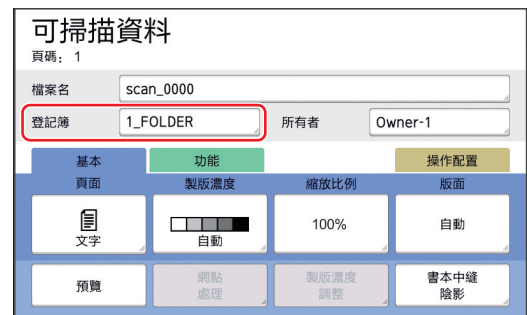 可掃描資料
頁碼：1
檔案名 scan_0000
登記簿 1_FOLDER 所有者 Owner-1
基本 功能 操作配置
頁面 製版濃度 縮放比例 版面
文字 自動 100% 自動
預覽 網點處理 製版濃度調整 書本中縫陰影